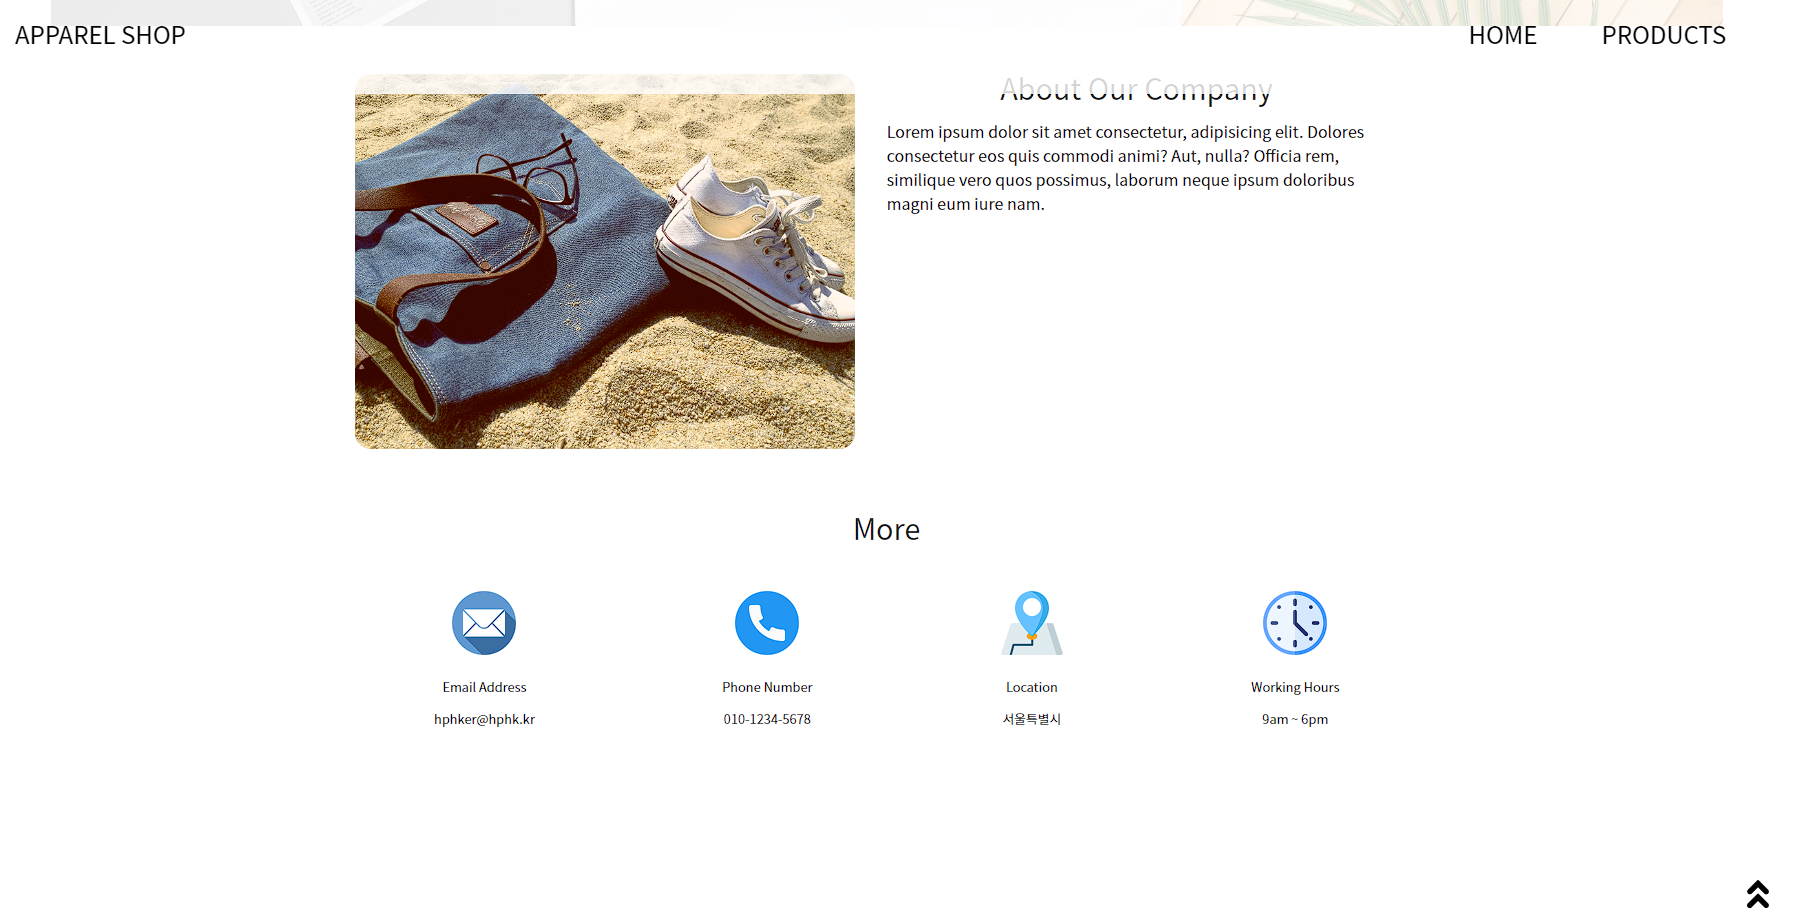 APPAREL SHOP
HOME
PRODUCTS
About Our Company
Lorem ipsum dolor sit amet consectetur, adipisicing elit. Dolores
consectetur eos quis commodi animi? Aut, nulla? Officia rem,
similique vero quos possimus, laborum neque ipsum doloribus
magni eum iure nam.
More
Email Address
hphker@hphk.kr
Phone Number
010-1234-5678
Location
서울특별시
Working Hours
9am ~ 6pm